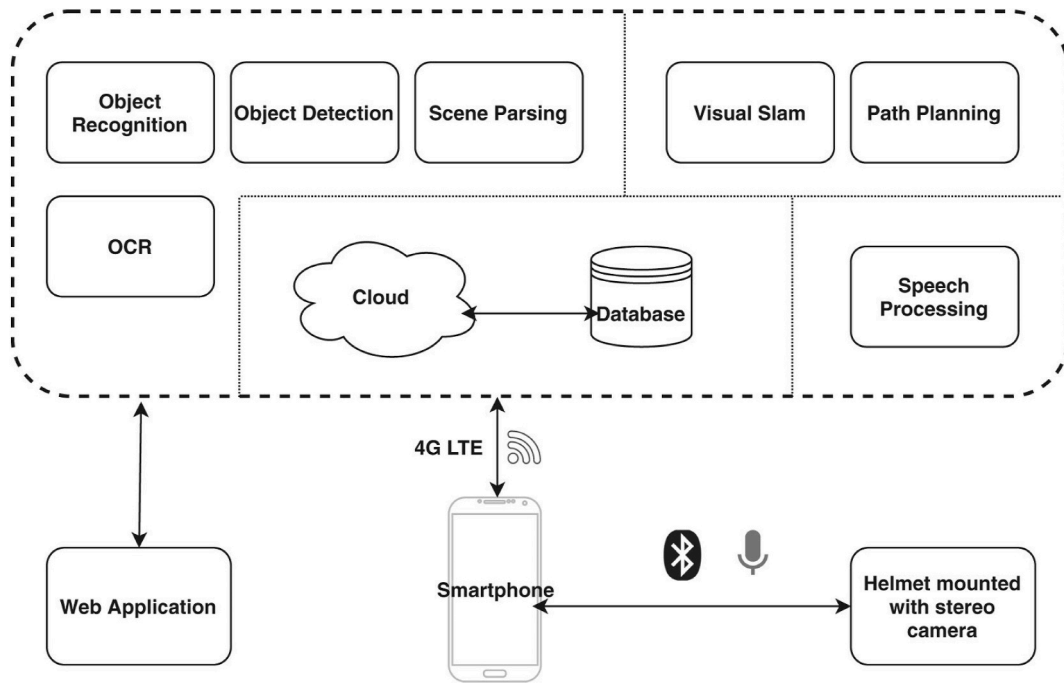 Object
Recognition
Object Detection
Scene Parsing
Visual Slam
Path Planning
OCR
Cloud
Database
Speech
Processing
4G LTE
Web Application
Smartphone
Helmet mounted
with stereo
camera